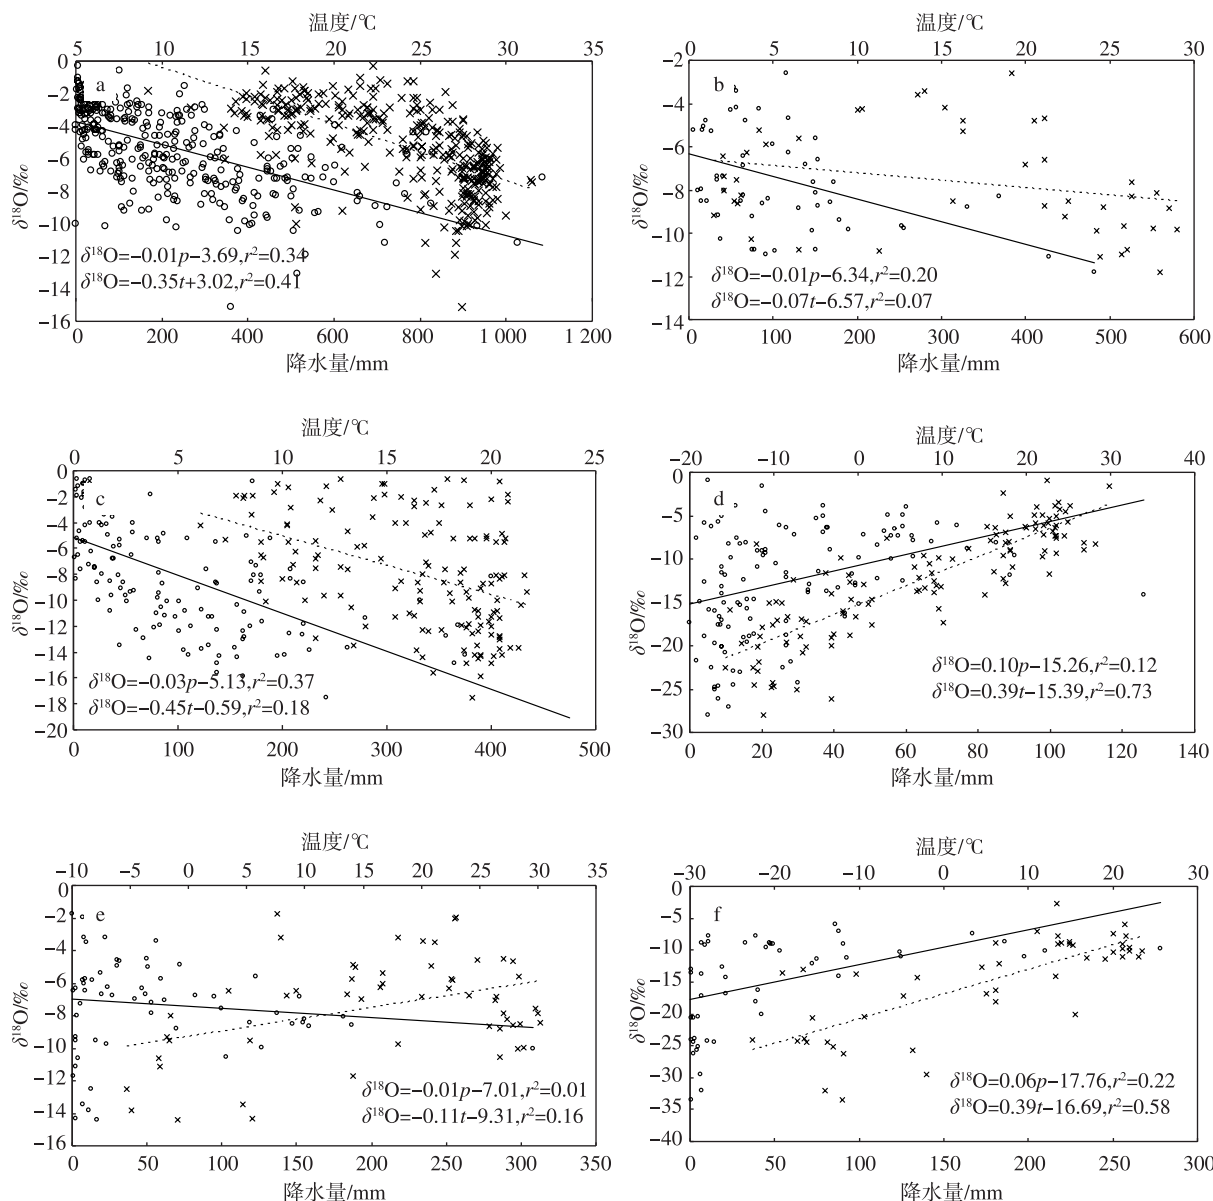 温度/℃
5 10 15 20 25 30 35
0
−2
−4
−6
−8
−10
−12
−14
−16
δ¹⁸O/‰
a
δ¹⁸O=−0.01p−3.69,r²=0.34
δ¹⁸O=−0.35t+3.02,r²=0.41
0 200 400 600 800 1 000 1 200
降水量/mm
温度/℃
0 5 10 15 20 25 30
−2
−4
−6
−8
−10
−12
−14
δ¹⁸O/‰
b
δ¹⁸O=−0.01p−6.34,r²=0.20
δ¹⁸O=−0.07t−6.57,r²=0.07
0 100 200 300 400 500 600
降水量/mm
温度/℃
0 5 10 15 20 25
0
−2
−4
−6
−8
−10
−12
−14
−16
−18
−20
δ¹⁸O/‰
c
δ¹⁸O=−0.03p−5.13,r²=0.37
δ¹⁸O=−0.45t−0.59,r²=0.18
0 100 200 300 400 500
降水量/mm
温度/℃
−20 −10 0 10 20 30 40
0
−5
−10
−15
−20
−25
−30
δ¹⁸O/‰
d
δ¹⁸O=0.10p−15.26,r²=0.12
δ¹⁸O=0.39t−15.39,r²=0.73
0 20 40 60 80 100 120 140
降水量/mm
温度/℃
−10 −5 0 5 10 15 20 25 30 35
0
−2
−4
−6
−8
−10
−12
−14
−16
δ¹⁸O/‰
e
δ¹⁸O=−0.01p−7.01,r²=0.01
δ¹⁸O=−0.11t−9.31,r²=0.16
0 50 100 150 200 250 300 350
降水量/mm
温度/℃
−30 −20 −10 0 10 20 30
0
−5
−10
−15
−20
−25
−30
−35
−40
δ¹⁸O/‰
f
δ¹⁸O=0.06p−17.76,r²=0.22
δ¹⁸O=0.39t−16.69,r²=0.58
0 50 100 150 200 250 300
降水量/mm